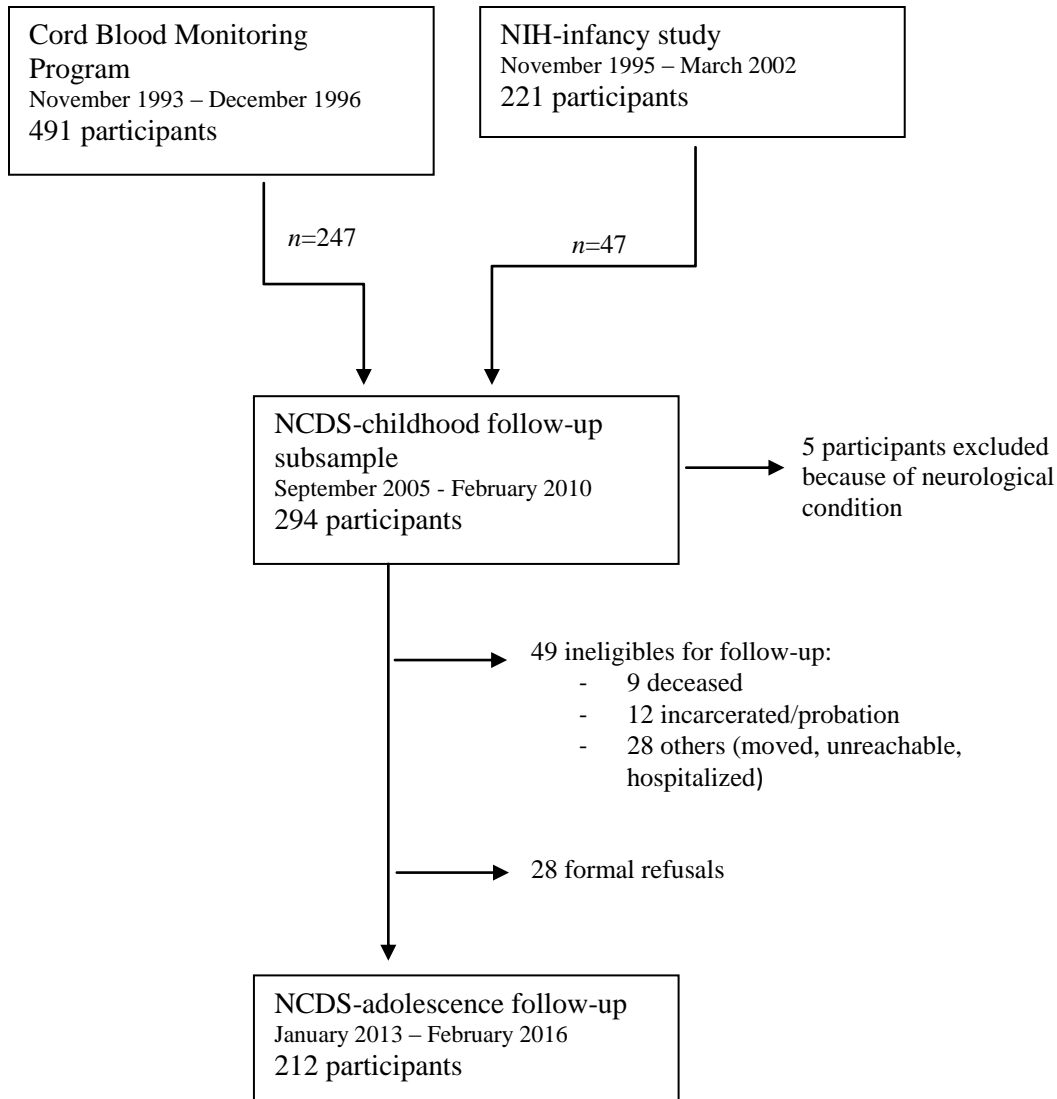 Cord Blood Monitoring
Program
November 1993 – December 1996
491 participants
NIH-infancy study
November 1995 – March 2002
221 participants
n=247
n=47
NCDS-childhood follow-up
subsample
September 2005 - February 2010
294 participants
5 participants excluded
because of neurological
condition
49 ineligibles for follow-up:
- 9 deceased
- 12 incarcerated/probation
- 28 others (moved, unreachable,
hospitalized)
28 formal refusals
NCDS-adolescence follow-up
January 2013 – February 2016
212 participants